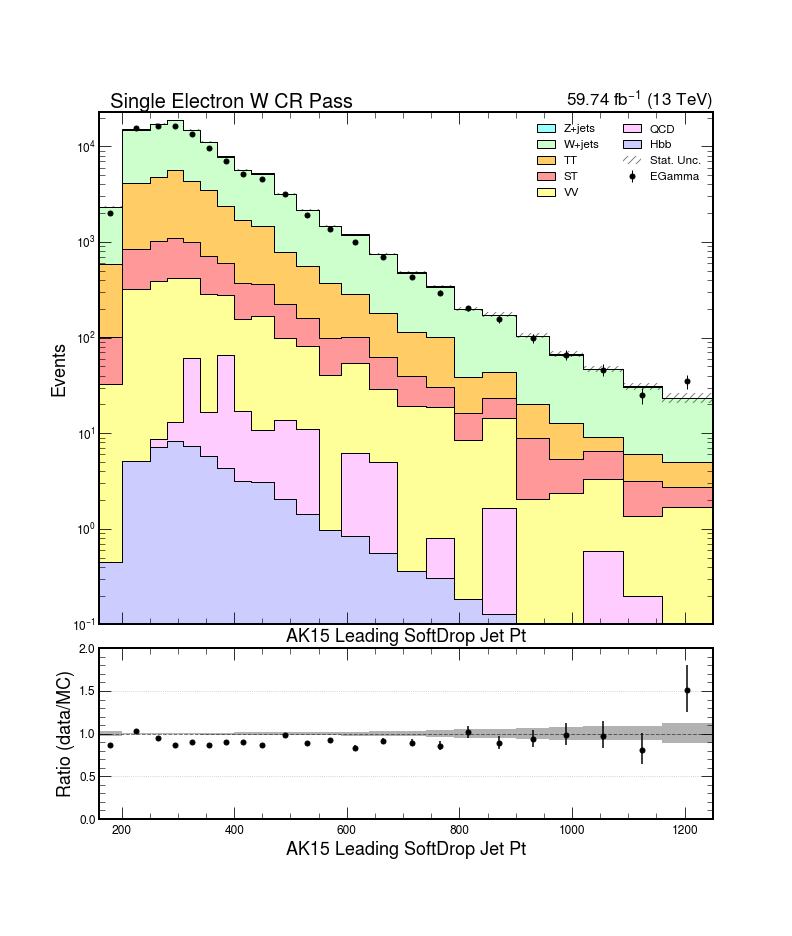 Single Electron W CR Pass
59.74 fb⁻¹ (13 TeV)
Z+jets
W+jets
TT
ST
VV
QCD
Hbb
Stat. Unc.
EGamma
Events
10⁴
10³
10²
10¹
10⁰
10⁻¹
AK15 Leading SoftDrop Jet Pt
Ratio (data/MC)
2.0
1.5
1.0
0.5
0.0
200 400 600 800 1000 1200
AK15 Leading SoftDrop Jet Pt